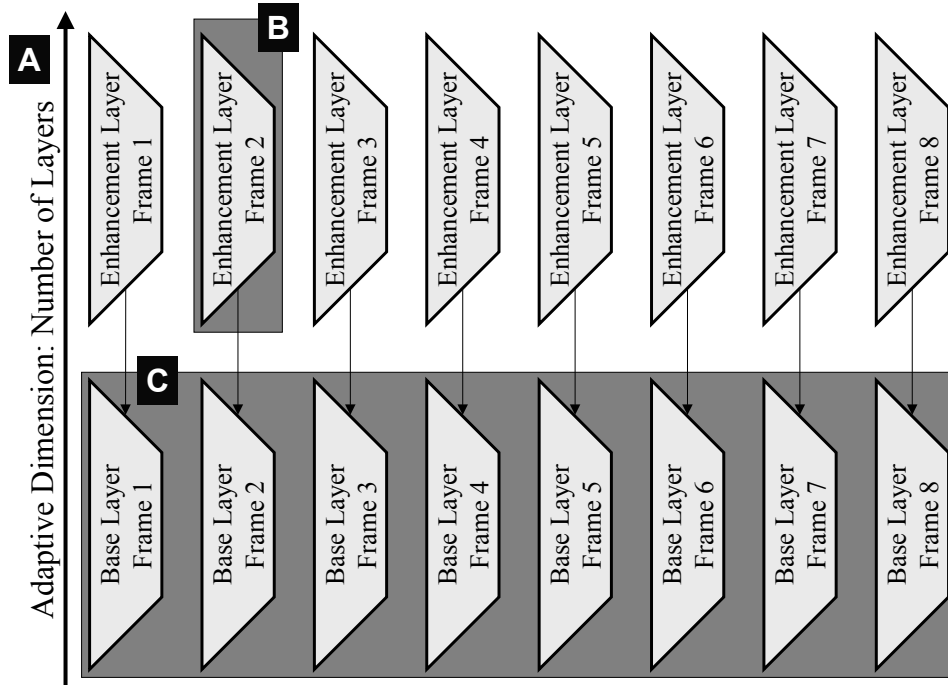 A
B
C
Adaptive Dimension: Number of Layers
Enhancement Layer
Frame 1
Enhancement Layer
Frame 2
Enhancement Layer
Frame 3
Enhancement Layer
Frame 4
Enhancement Layer
Frame 5
Enhancement Layer
Frame 6
Enhancement Layer
Frame 7
Enhancement Layer
Frame 8
Base Layer
Frame 1
Base Layer
Frame 2
Base Layer
Frame 3
Base Layer
Frame 4
Base Layer
Frame 5
Base Layer
Frame 6
Base Layer
Frame 7
Base Layer
Frame 8